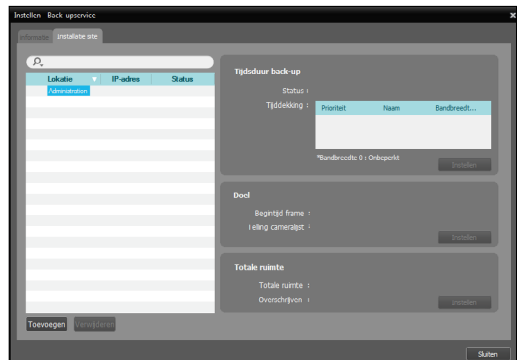 Instellen Back-upservice
Informatie Installatie site
Lokatie IP-adres Status
Administration
Tijdsduur back-up
Status :
Tijddekking :
Prioriteit Naam Bandbreedt...
*Bandbreedte 0 : Onbeperkt
Instellen
Doel
Begintijd frame :
Telling cameralijst :
Instellen
Totale ruimte
Totale ruimte :
Overschrijven :
Instellen
Toevoegen Verwijderen
Sluiten